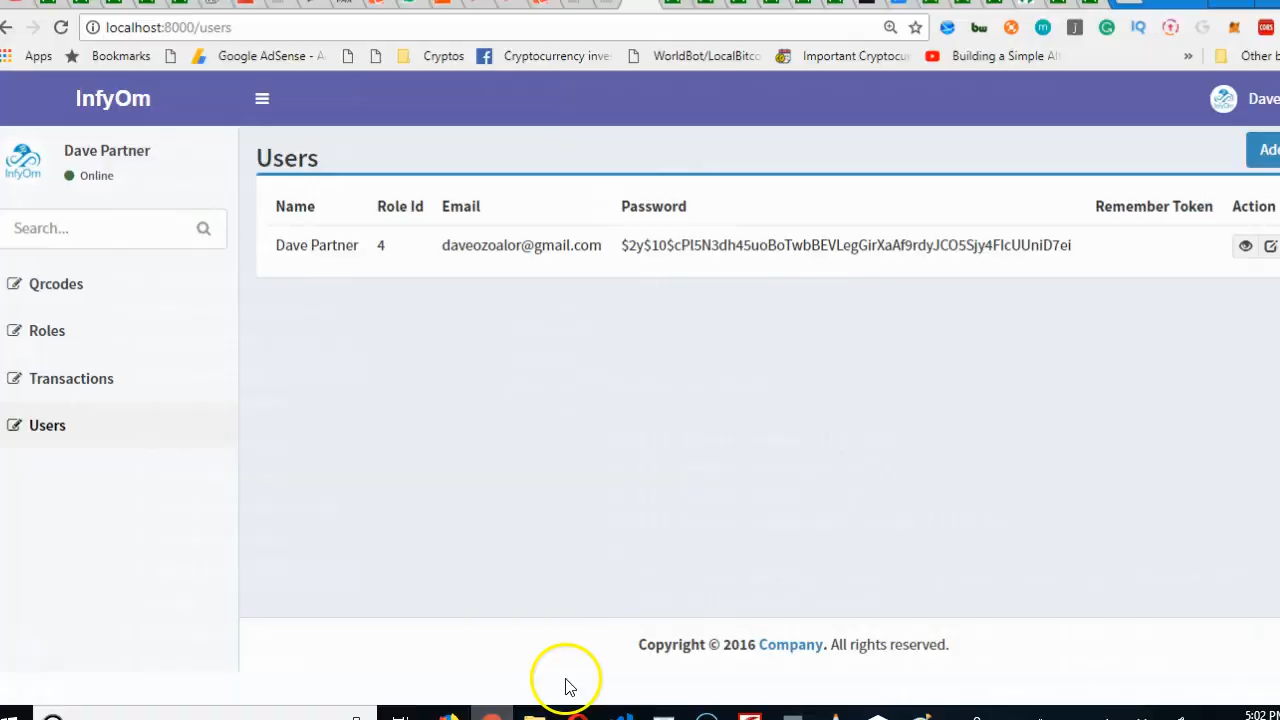 localhost:8000/users
Apps Bookmarks Google AdSense - A Cryptos Cryptocurrency inve WorldBot/LocalBitco Important Cryptocu Building a Simple Alt » Other b
InfyOm
Dave
InfyOm
Dave Partner
Online
Search...
Qrcodes
Roles
Transactions
Users
Users
Name Role Id Email Password Remember Token Action
Dave Partner 4 daveozoalor@gmail.com $2y$10$cPl5N3dh45uoBoTwbBEVLegGirXaAf9rdyJCO5Sjy4FlcUUniD7ei
Copyright © 2016 Company. All rights reserved.
5:02 PM